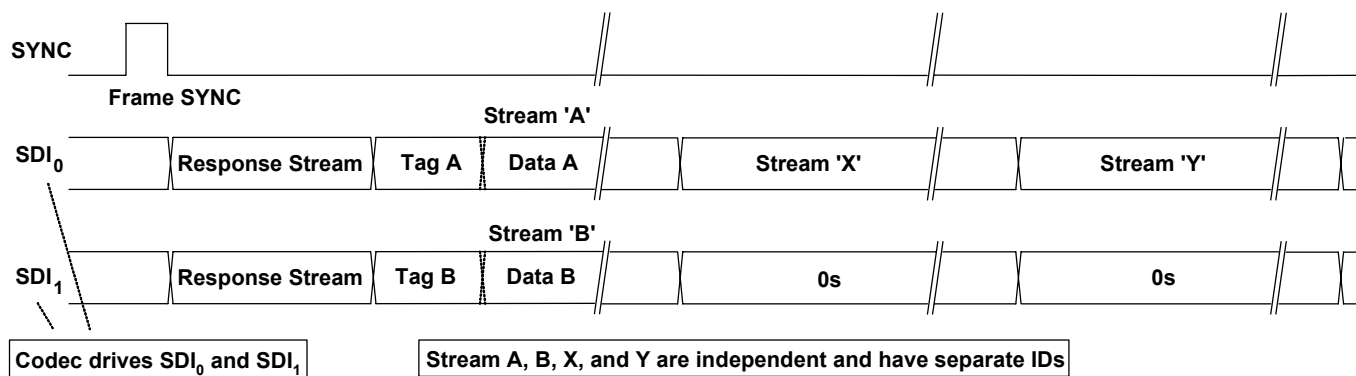 SYNC
Frame SYNC
Stream 'A'
SDI0 Response Stream Tag A Data A Stream 'X' Stream 'Y'
Stream 'B'
SDI1 Response Stream Tag B Data B 0s 0s
Codec drives SDI0 and SDI1
Stream A, B, X, and Y are independent and have separate IDs